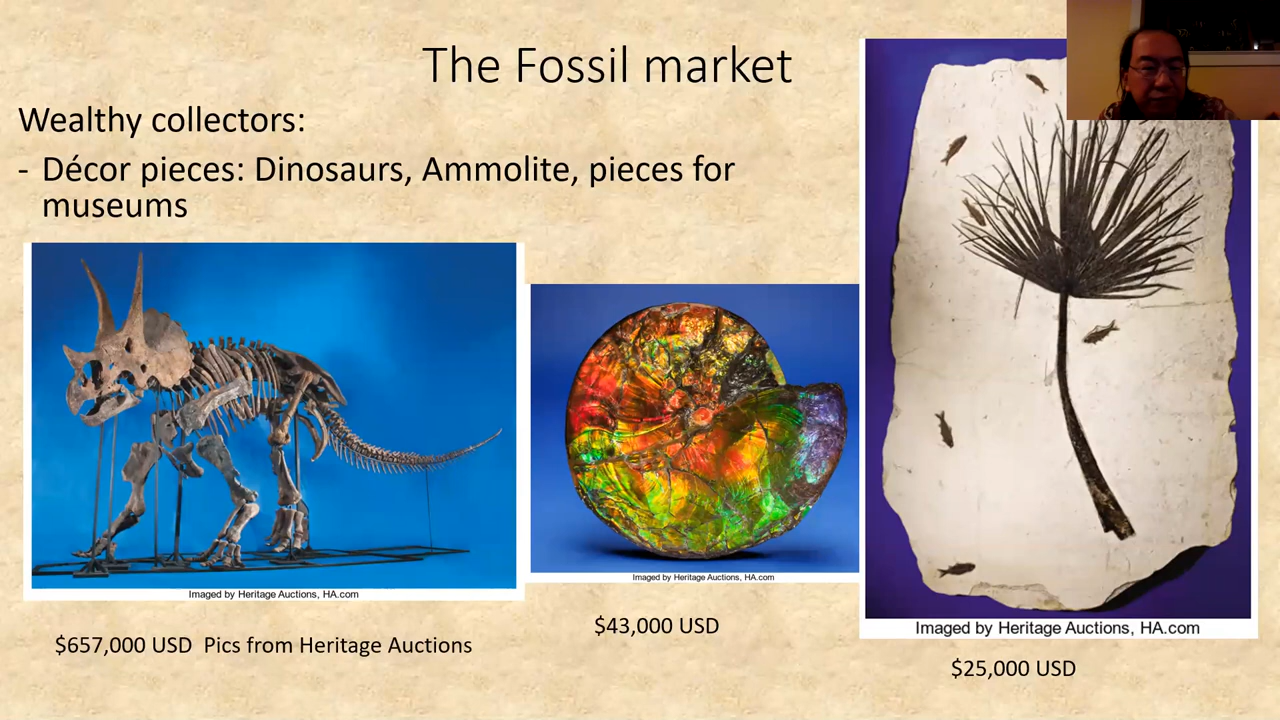 The Fossil market
Wealthy collectors:
- Décor pieces: Dinosaurs, Ammolite, pieces for
museums
Imaged by Heritage Auctions, HA.com
$657,000 USD  Pics from Heritage Auctions
Imaged by Heritage Auctions, HA.com
$43,000 USD
Imaged by Heritage Auctions, HA.com
$25,000 USD